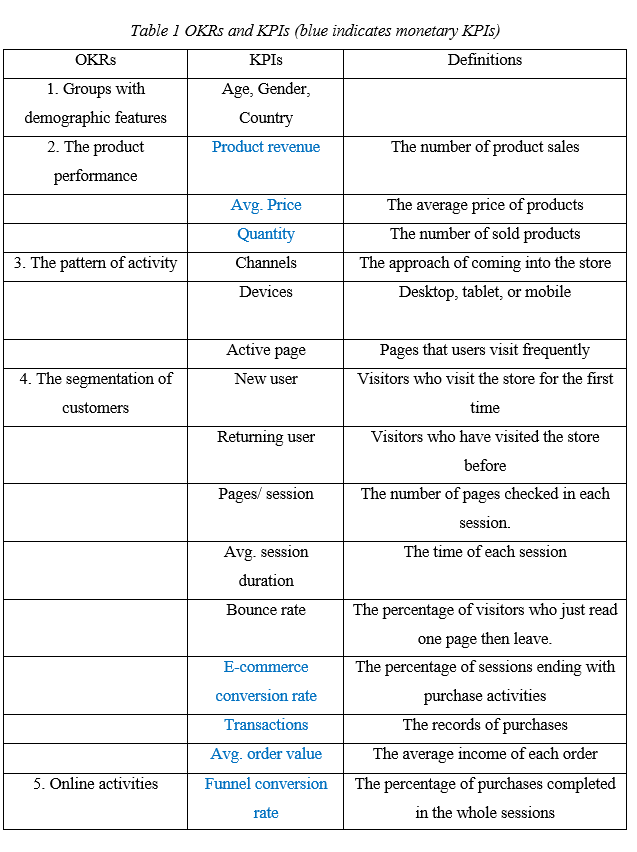 Table 1 OKRs and KPIs (blue indicates monetary KPIs)
OKRs KPIs Definitions
1. Groups with Age, Gender,
demographic features Country
2. The product Product revenue The number of product sales
performance
Avg. Price The average price of products
Quantity The number of sold products
3. The pattern of activity Channels The approach of coming into the store
Devices Desktop, tablet, or mobile
Active page Pages that users visit frequently
4. The segmentation of New user Visitors who visit the store for the first
customers time
Returning user Visitors who have visited the store
before
Pages/ session The number of pages checked in each
session.
Avg. session The time of each session
duration
Bounce rate The percentage of visitors who just read
one page then leave.
E-commerce The percentage of sessions ending with
conversion rate purchase activities
Transactions The records of purchases
Avg. order value The average income of each order
5. Online activities Funnel conversion The percentage of purchases completed
rate in the whole sessions